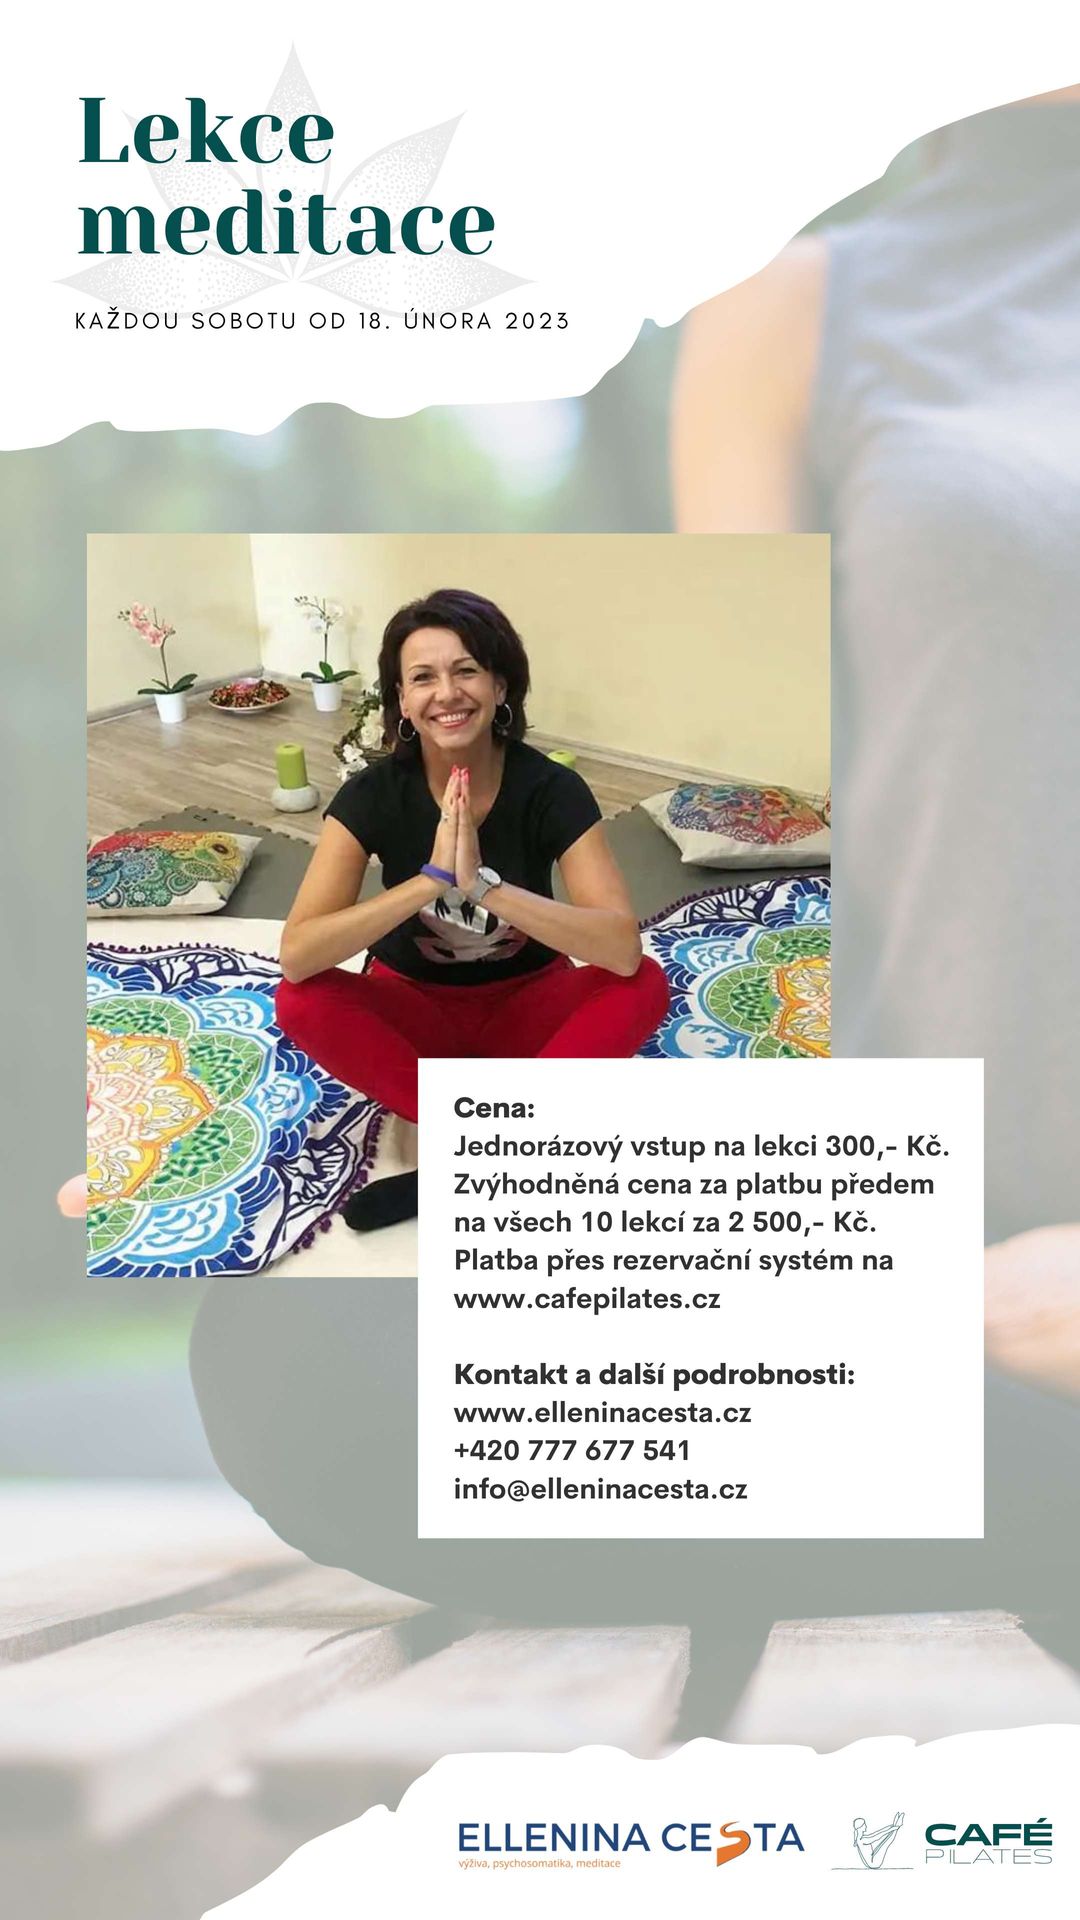 Lekce
meditace
KAŽDOU SOBOTU OD 18. ÚNORA 2023
Cena:
Jednorázový vstup na lekci 300,- Kč.
Zvýhodněná cena za platbu předem
na všech 10 lekcí za 2 500,- Kč.
Platba přes rezervační systém na
www.cafepilates.cz
Kontakt a další podrobnosti:
www.elleninacesta.cz
+420 777 677 541
info@elleninacesta.cz
ELLENINA CESTA
výživa, psychosomatika, meditace
CAFÉ
PILATES